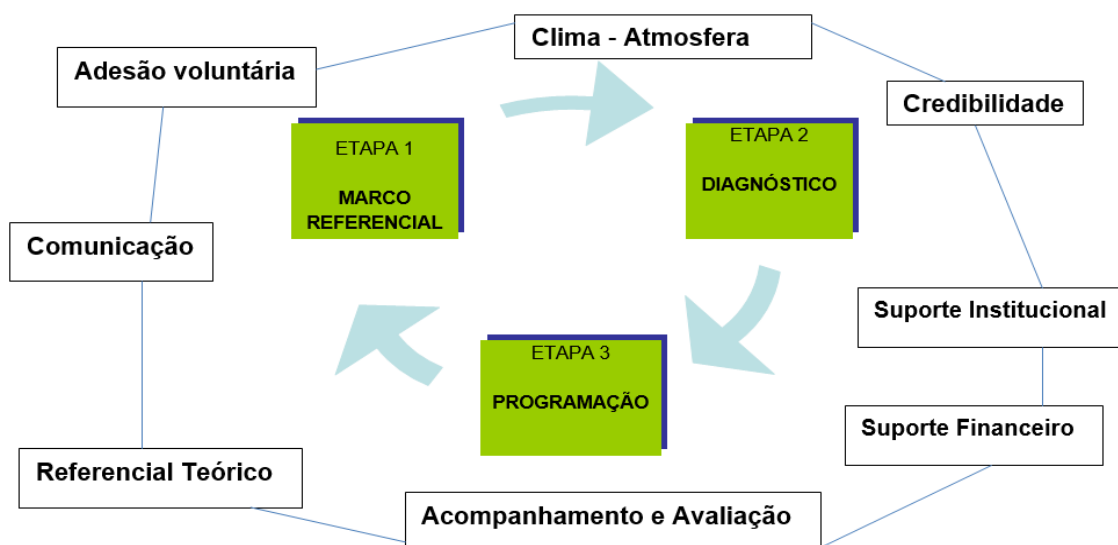 Clima - Atmosfera
Adesão voluntária
Credibilidade
ETAPA 1
MARCO
REFERENCIAL
ETAPA 2
DIAGNÓSTICO
Comunicação
Suporte Institucional
ETAPA 3
PROGRAMAÇÃO
Suporte Financeiro
Referencial Teórico
Acompanhamento e Avaliação